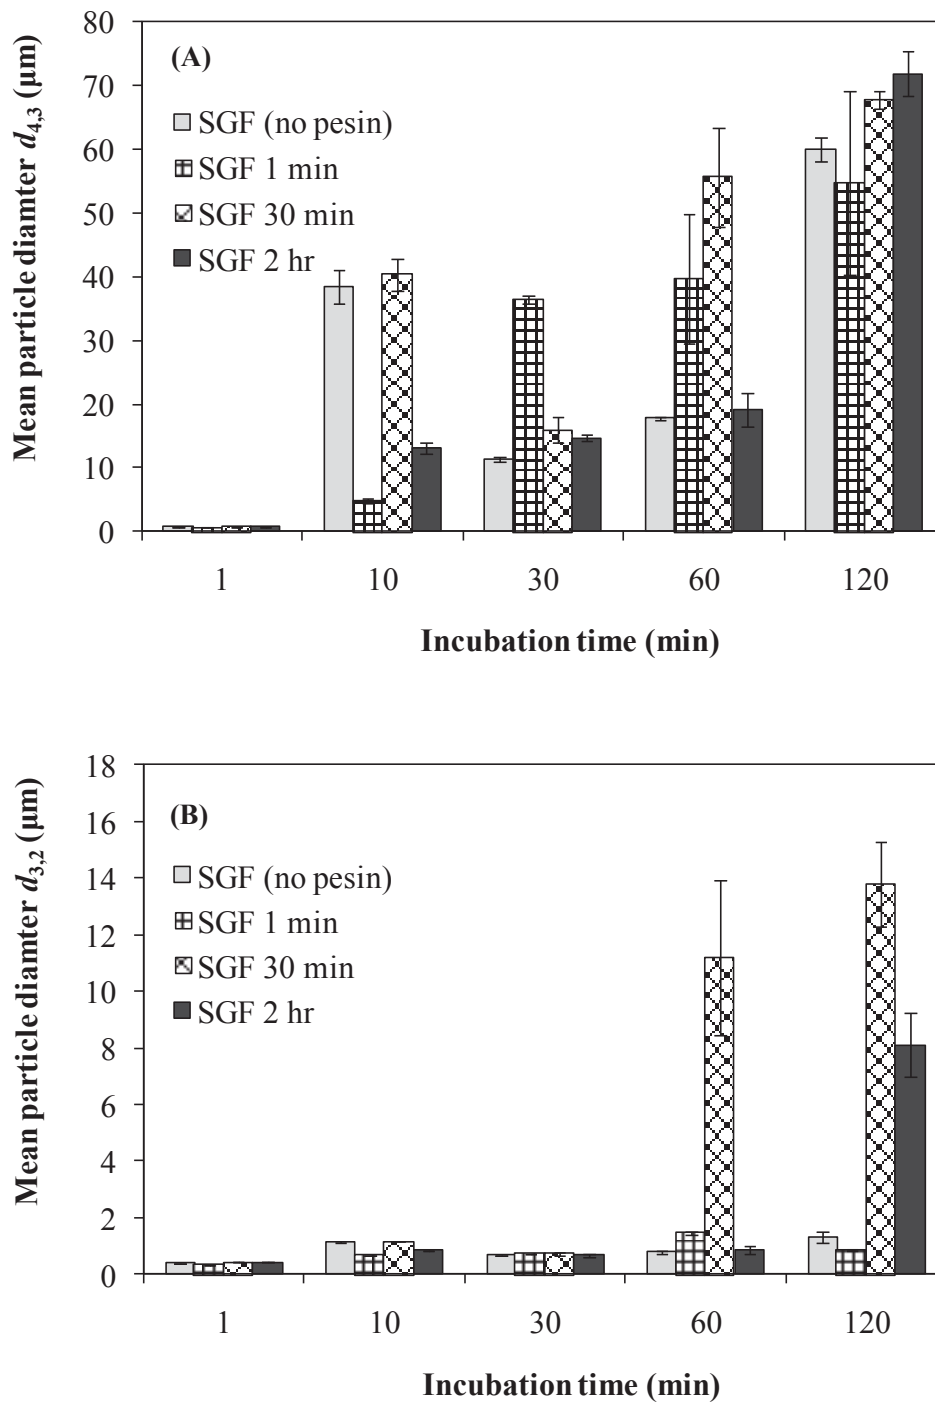 80
70
60
50
40
30
20
10
0
Mean particle diamter d4,3 (μm)
(A)
SGF (no pesin)
SGF 1 min
SGF 30 min
SGF 2 hr
1 10 30 60 120
Incubation time (min)
18
16
14
12
10
8
6
4
2
0
Mean particle diamter d3,2 (μm)
(B)
SGF (no pesin)
SGF 1 min
SGF 30 min
SGF 2 hr
1 10 30 60 120
Incubation time (min)